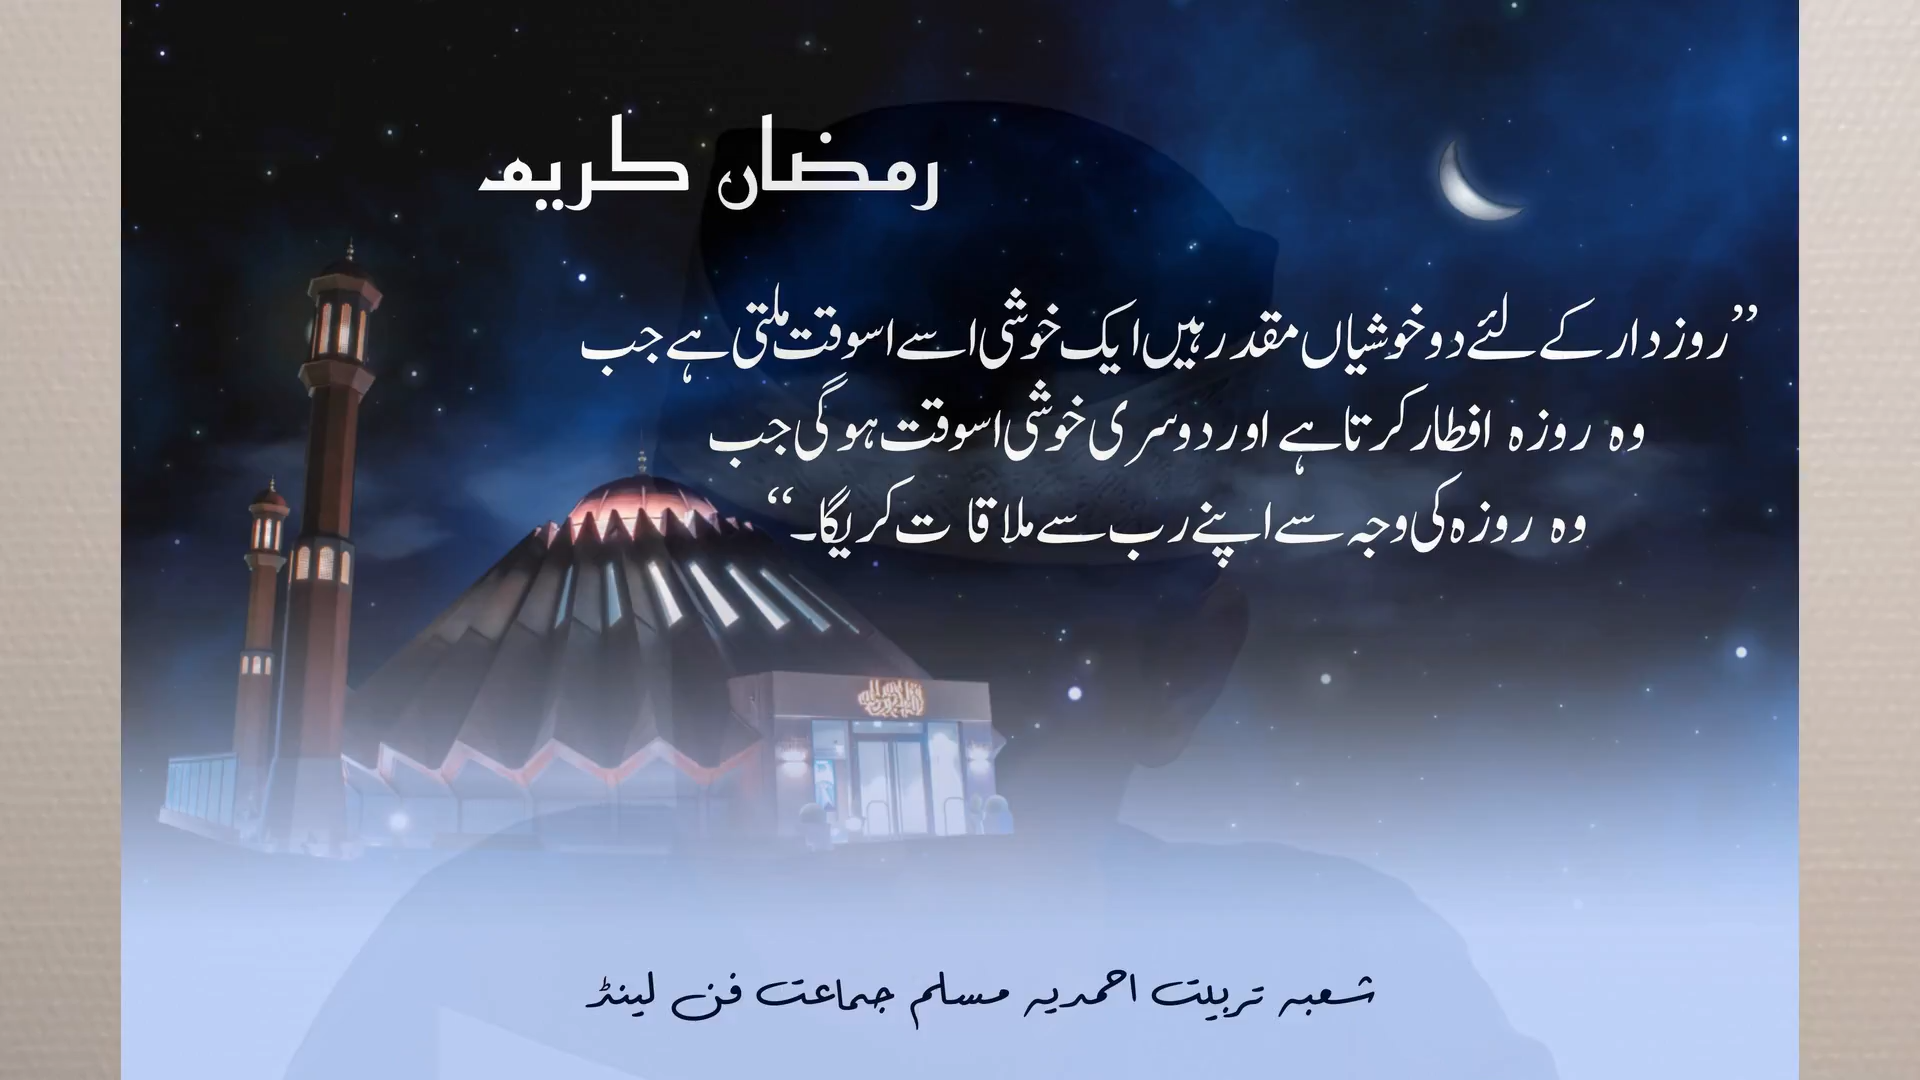 رمضان کریم
”روزدار کے لئے دو خوشیاں مقدر ہیں ایک خوشی اسے اسوقت ملتی ہے جب
وہ روزہ افطار کرتا ہے اور دوسری خوشی اسوقت ہوگی جب
وہ روزہ کی وجہ سے اپنے رب سے ملاقات کریگا۔“
شعبہ تربیت احمدیہ مسلم جماعت فن لینڈ